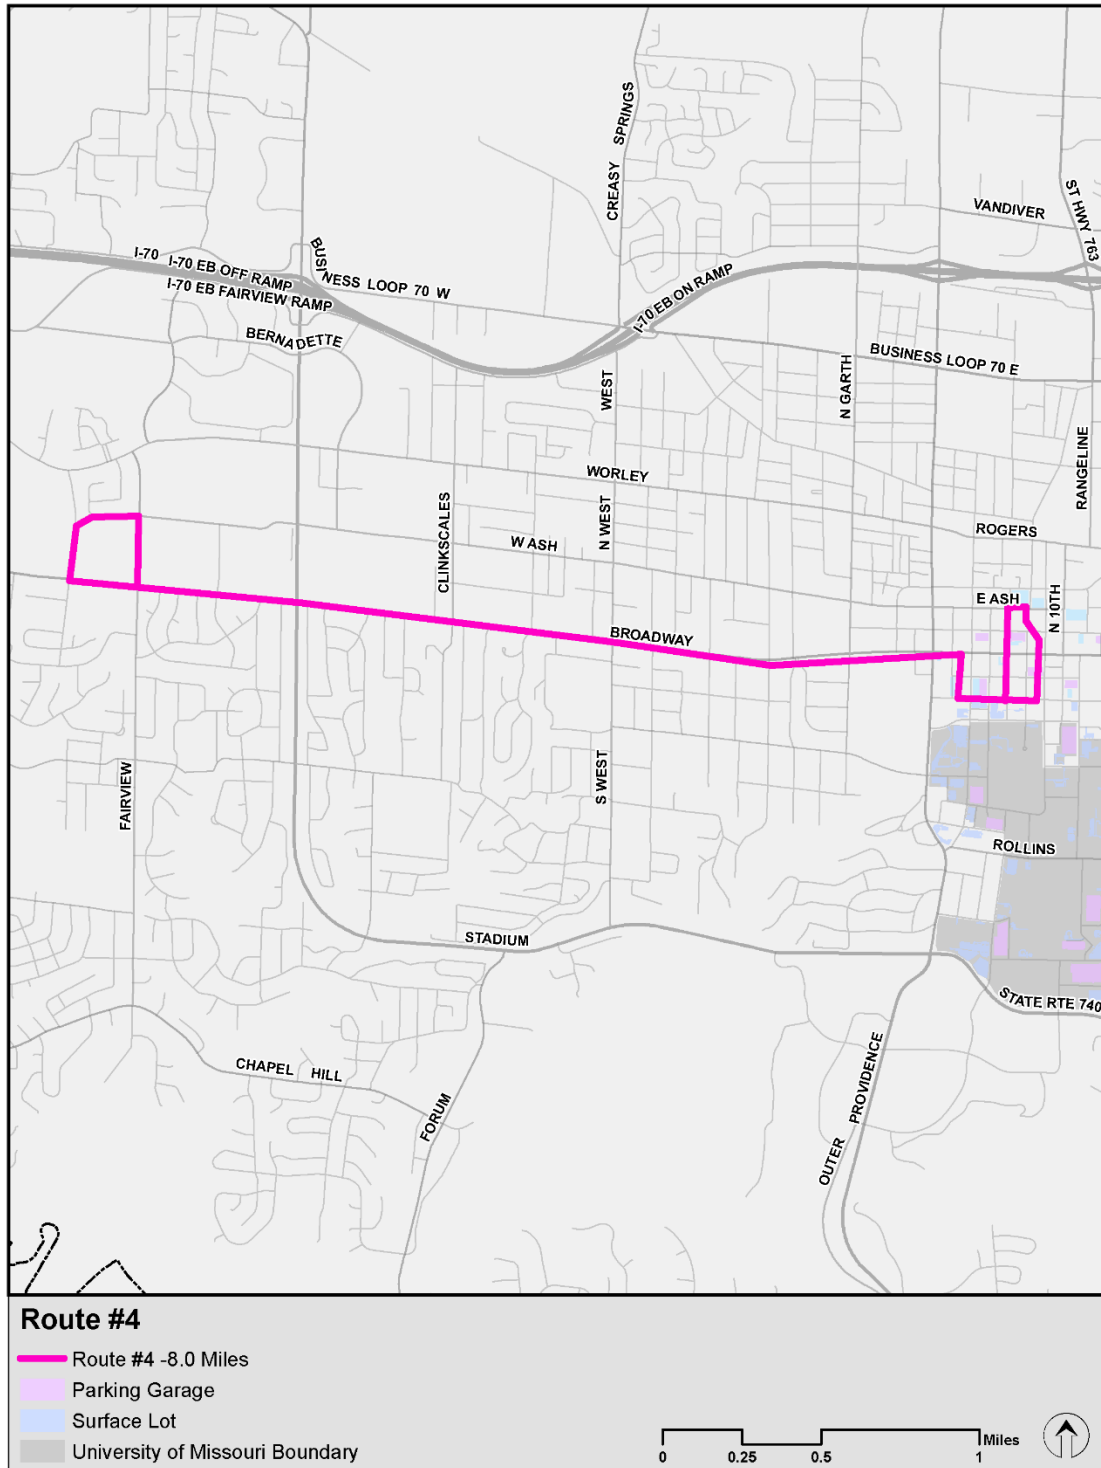 CREASY SPRINGS
VANDIVER
ST HWY 763
I-70
I-70 EB OFF RAMP
I-70 EB FAIRVIEW RAMP
BUSINESS LOOP 70 W
I-70 EB ON RAMP
BERNADETTE
BUSINESS LOOP 70 E
WEST
N GARTH
RANGELINE
WORLEY
CLINKSCALES
N WEST
W ASH
ROGERS
E ASH
N 10TH
BROADWAY
FAIRVIEW
S WEST
ROLLINS
STADIUM
STATE RTE 740
CHAPEL HILL
FORUM
OUTER PROVIDENCE
Route #4
Route #4 -8.0 Miles
Parking Garage
Surface Lot
University of Missouri Boundary
Miles
0 0.25 0.5 1